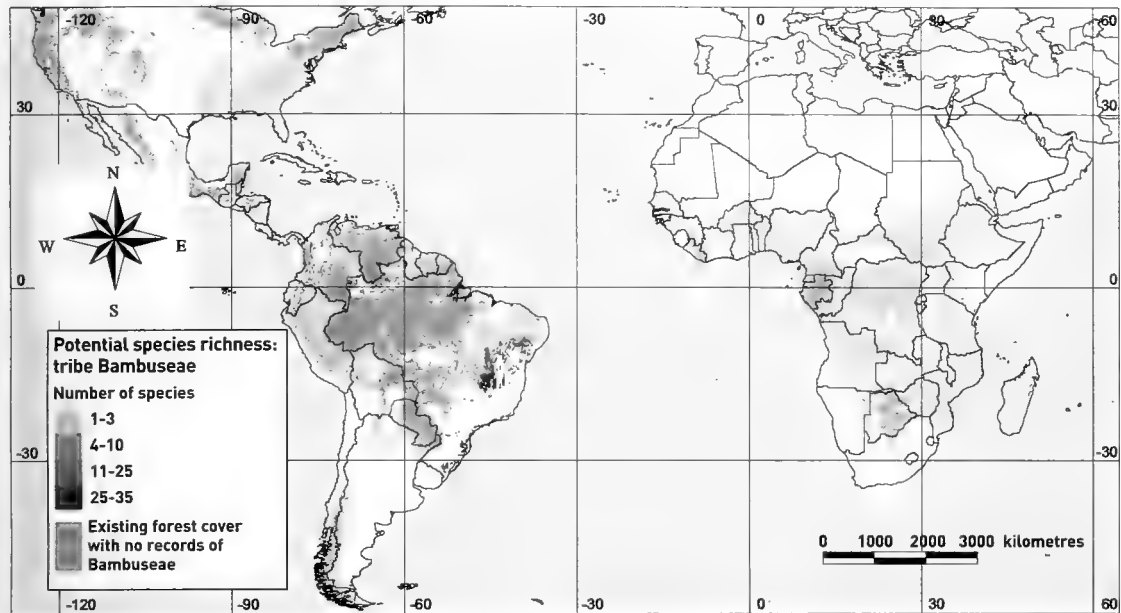 -120 -90 -60 -30 0 30 60
30 30
N
W E
S
0 0
Potential species richness:
tribe Bambuseae
Number of species
1-3
4-10
11-25
25-35
Existing forest cover
with no records of
Bambuseae
-30 -30
0 1000 2000 3000 kilometres
-120 -90 -60 -30 0 30 60